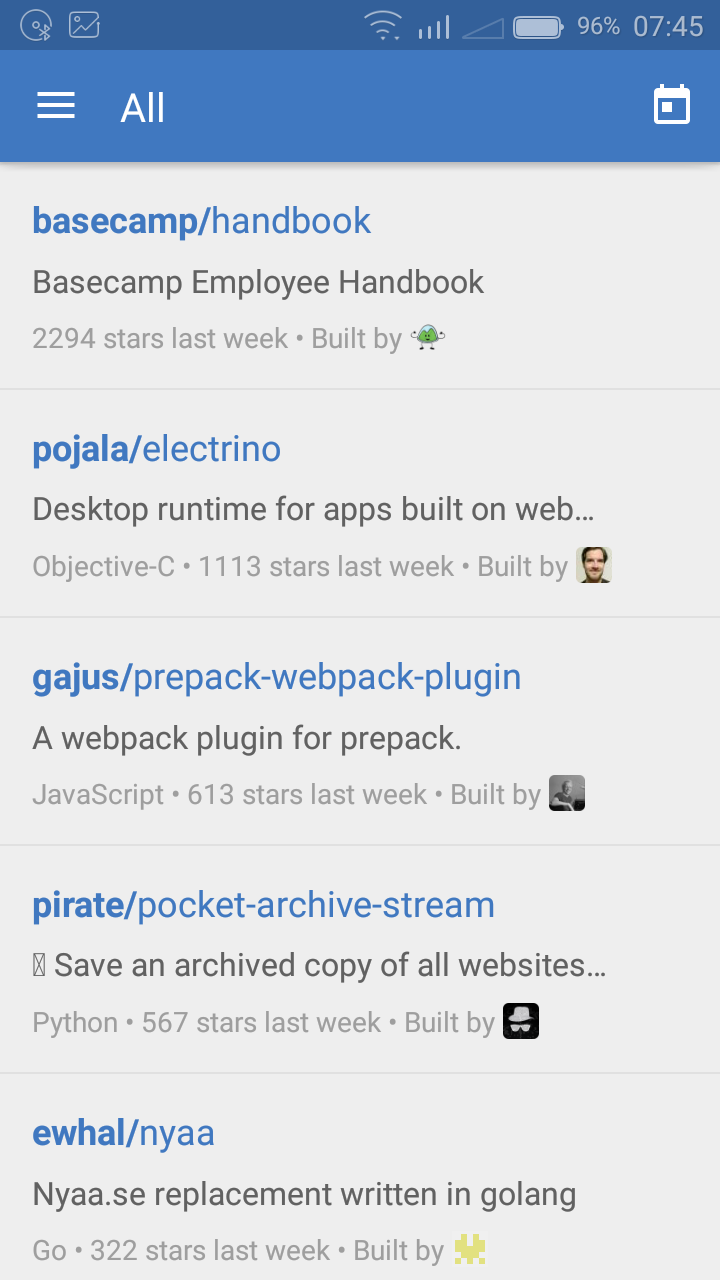 96% 07:45
All
basecamp/handbook
Basecamp Employee Handbook
2294 stars last week • Built by
pojala/electrino
Desktop runtime for apps built on web…
Objective-C • 1113 stars last week • Built by
gajus/prepack-webpack-plugin
A webpack plugin for prepack.
JavaScript • 613 stars last week • Built by
pirate/pocket-archive-stream
Save an archived copy of all websites…
Python • 567 stars last week • Built by
ewhal/nyaa
Nyaa.se replacement written in golang
Go • 322 stars last week • Built by